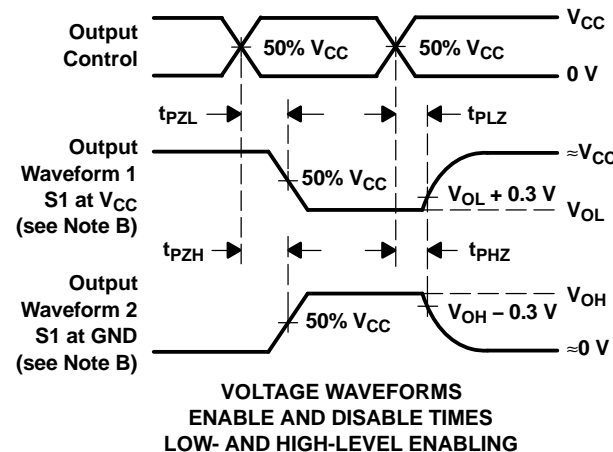 Output
Control
50% VCC
50% VCC
VCC
0 V
tPZL
tPLZ
Output
Waveform 1
S1 at VCC
(see Note B)
50% VCC
≈VCC
VOL + 0.3 V
VOL
tPZH
tPHZ
Output
Waveform 2
S1 at GND
(see Note B)
50% VCC
VOH
VOH – 0.3 V
≈0 V
VOLTAGE WAVEFORMS
ENABLE AND DISABLE TIMES
LOW- AND HIGH-LEVEL ENABLING